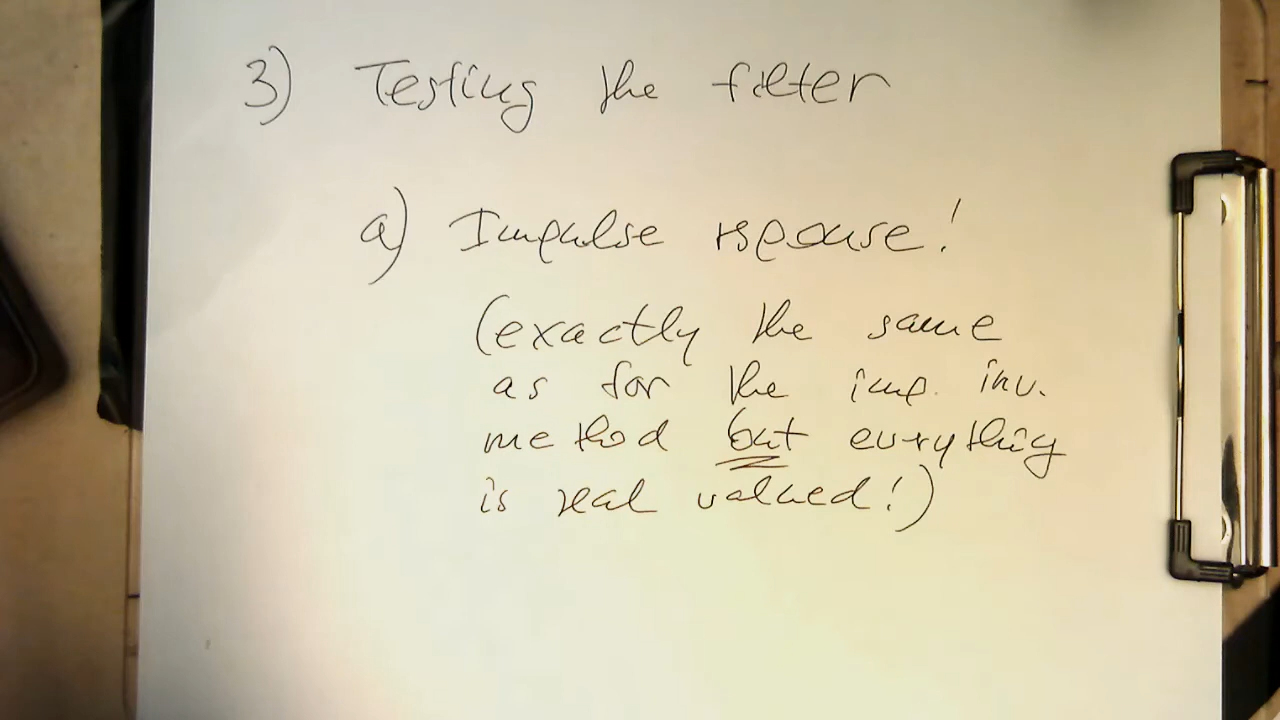 3) Testing the filter
a) Impulse rsponse!
(exactly the same
as for the imp. inv.
method but everything
is real valued!)